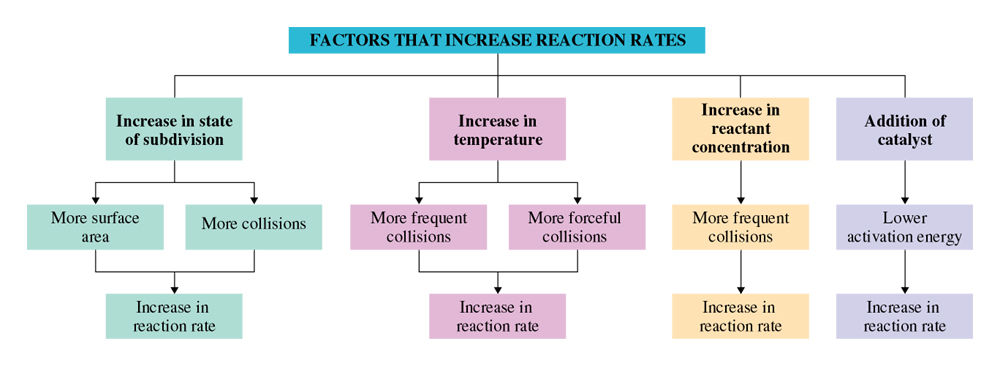 FACTORS THAT INCREASE REACTION RATES
Increase in state
of subdivision
Increase in
temperature
Increase in
reactant
concentration
Addition of
catalyst
More surface
area
More collisions
More frequent
collisions
More forceful
collisions
More frequent
collisions
Lower
activation energy
Increase in
reaction rate
Increase in
reaction rate
Increase in
reaction rate
Increase in
reaction rate